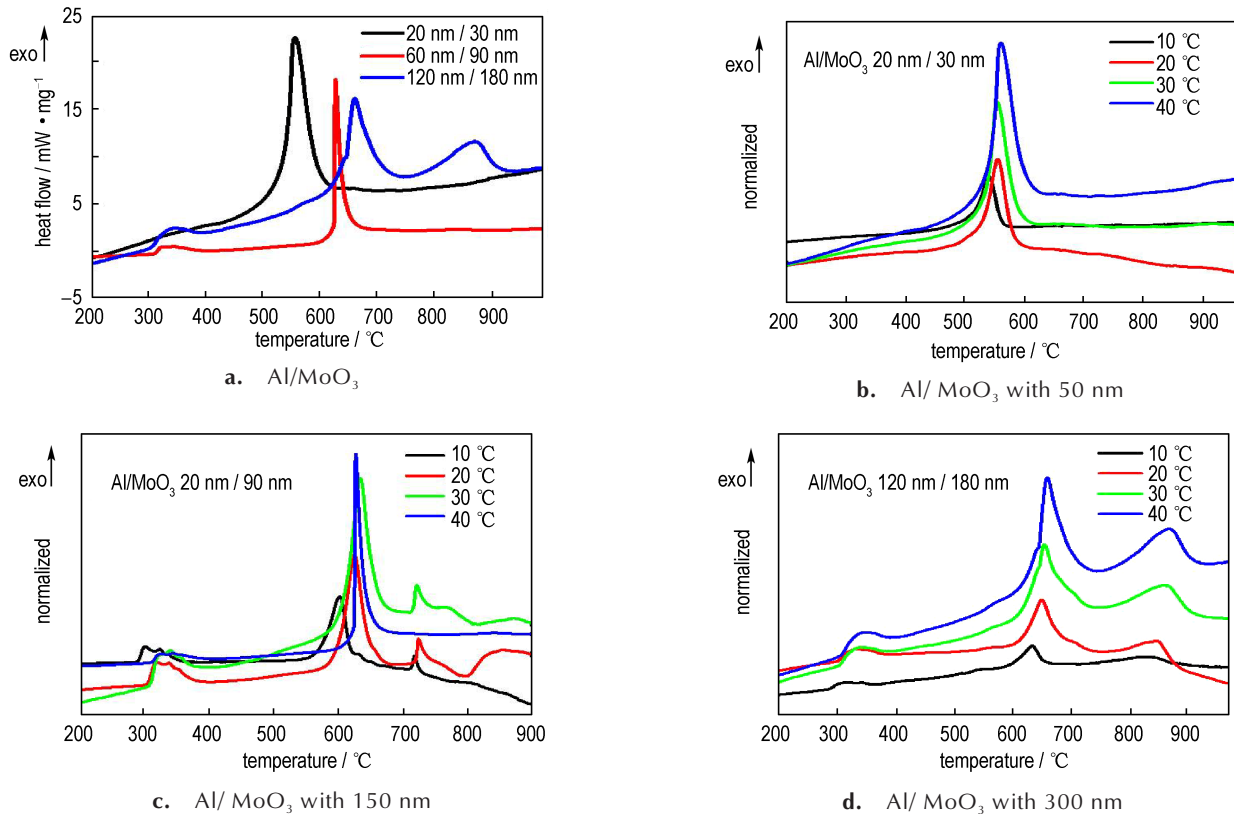 25
exo
20 nm / 30 nm
60 nm / 90 nm
120 nm / 180 nm
15
5
–5
heat flow / mW • mg⁻¹
200 300 400 500 600 700 800 900
temperature / ℃
a. Al/MoO₃
exo
Al/MoO₃ 20 nm / 30 nm
10 ℃
20 ℃
30 ℃
40 ℃
normalized
200 300 400 500 600 700 800 900
temperature / ℃
b. Al/ MoO₃ with 50 nm
exo
Al/MoO₃ 20 nm / 90 nm
10 ℃
20 ℃
30 ℃
40 ℃
normalized
200 300 400 500 600 700 800 900
temperature / ℃
c. Al/ MoO₃ with 150 nm
exo
Al/MoO₃ 120 nm / 180 nm
10 ℃
20 ℃
30 ℃
40 ℃
normalized
200 300 400 500 600 700 800 900
temperature / ℃
d. Al/ MoO₃ with 300 nm